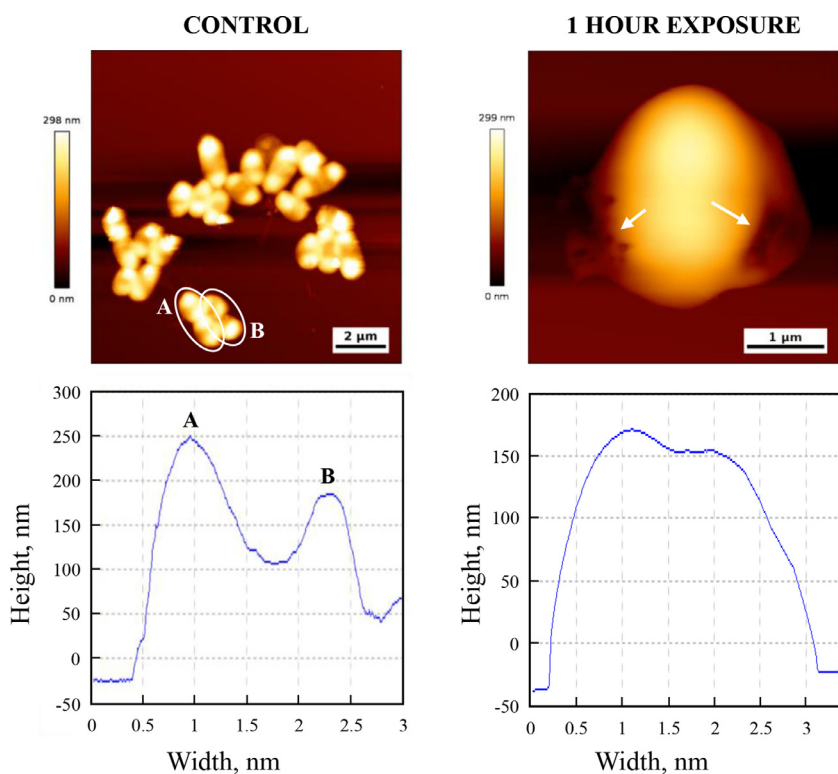 CONTROL
1 HOUR EXPOSURE
298 nm
0 nm
A
B
2 µm
299 nm
0 nm
1 µm
300
250
200
150
100
50
0
-50
A
B
0
0.5
1
1.5
2
2.5
3
Height, nm
Width, nm
200
150
100
50
0
-50
0
0.5
1
1.5
2
2.5
3
Height, nm
Width, nm